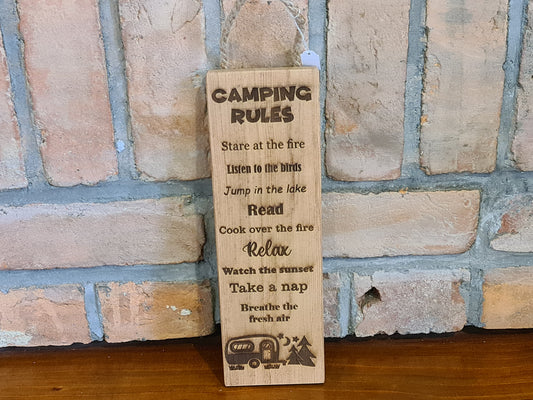 CAMPING
RULES
Stare at the fire
Listen to the birds
Jump in the lake
Read
Cook over the fire
Relax
Watch the sunset
Take a nap
Breathe the
fresh air